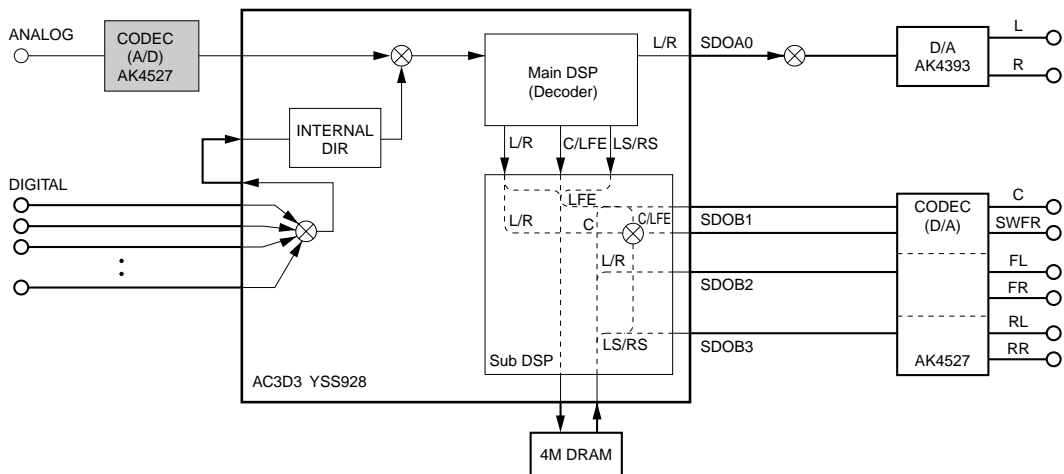 ANALOG
CODEC
(A/D)
AK4527
INTERNAL
DIR
DIGITAL
:
Main DSP
(Decoder)
L/R
SDOA0
D/A
AK4393
L
R
L/R
C/LFE
LS/RS
LFE
L/R
C
C/LFE
L/R
LS/RS
Sub DSP
SDOB1
SDOB2
SDOB3
CODEC
(D/A)
AK4527
C
SWFR
FL
FR
RL
RR
AC3D3 YSS928
4M DRAM